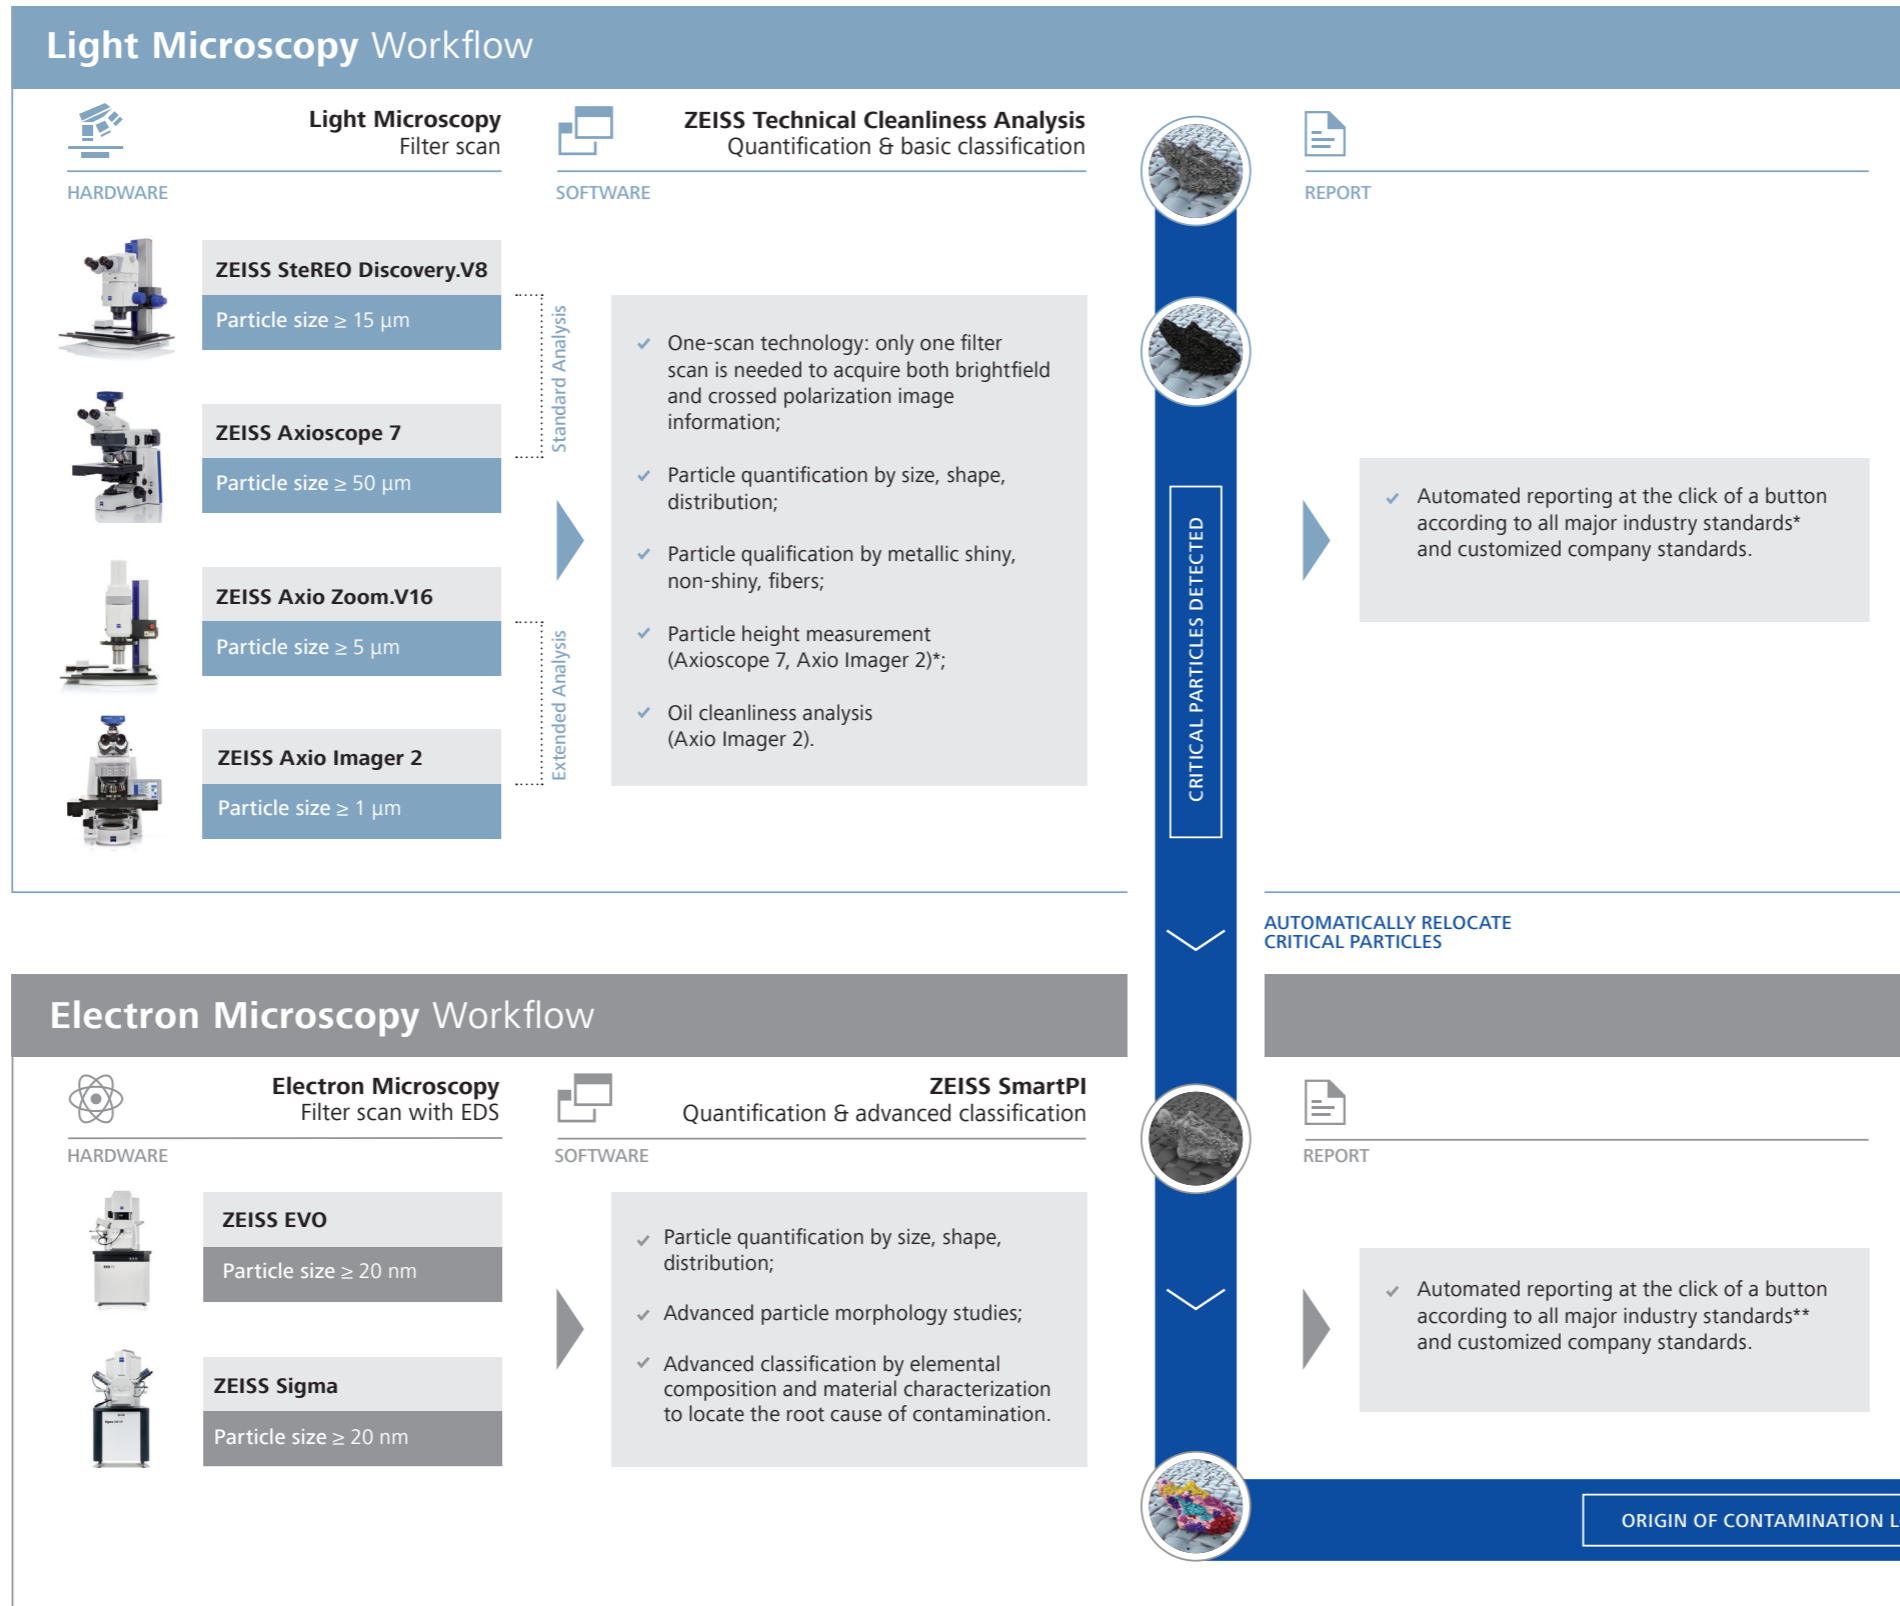 Light Microscopy Workflow
Light Microscopy
Filter scan
HARDWARE
ZEISS Technical Cleanliness Analysis
Quantification & basic classification
SOFTWARE
REPORT
ZEISS SteREO Discovery.V8
Particle size ≥ 15 µm
ZEISS Axioscope 7
Particle size ≥ 50 µm
Standard Analysis
ZEISS Axio Zoom.V16
Particle size ≥ 5 µm
ZEISS Axio Imager 2
Particle size ≥ 1 µm
Extended Analysis
One-scan technology: only one filter
scan is needed to acquire both brightfield
and crossed polarization image
information;
Particle quantification by size, shape,
distribution;
Particle qualification by metallic shiny,
non-shiny, fibers;
Particle height measurement
(Axioscope 7, Axio Imager 2)*;
Oil cleanliness analysis
(Axio Imager 2).
CRITICAL PARTICLES DETECTED
Automated reporting at the click of a button
according to all major industry standards*
and customized company standards.
AUTOMATICALLY RELOCATE
CRITICAL PARTICLES
Electron Microscopy Workflow
Electron Microscopy
Filter scan with EDS
HARDWARE
ZEISS SmartPI
Quantification & advanced classification
SOFTWARE
REPORT
ZEISS EVO
Particle size ≥ 20 nm
ZEISS Sigma
Particle size ≥ 20 nm
Particle quantification by size, shape,
distribution;
Advanced particle morphology studies;
Advanced classification by elemental
composition and material characterization
to locate the root cause of contamination.
Automated reporting at the click of a button
according to all major industry standards**
and customized company standards.
ORIGIN OF CONTAMINATION L